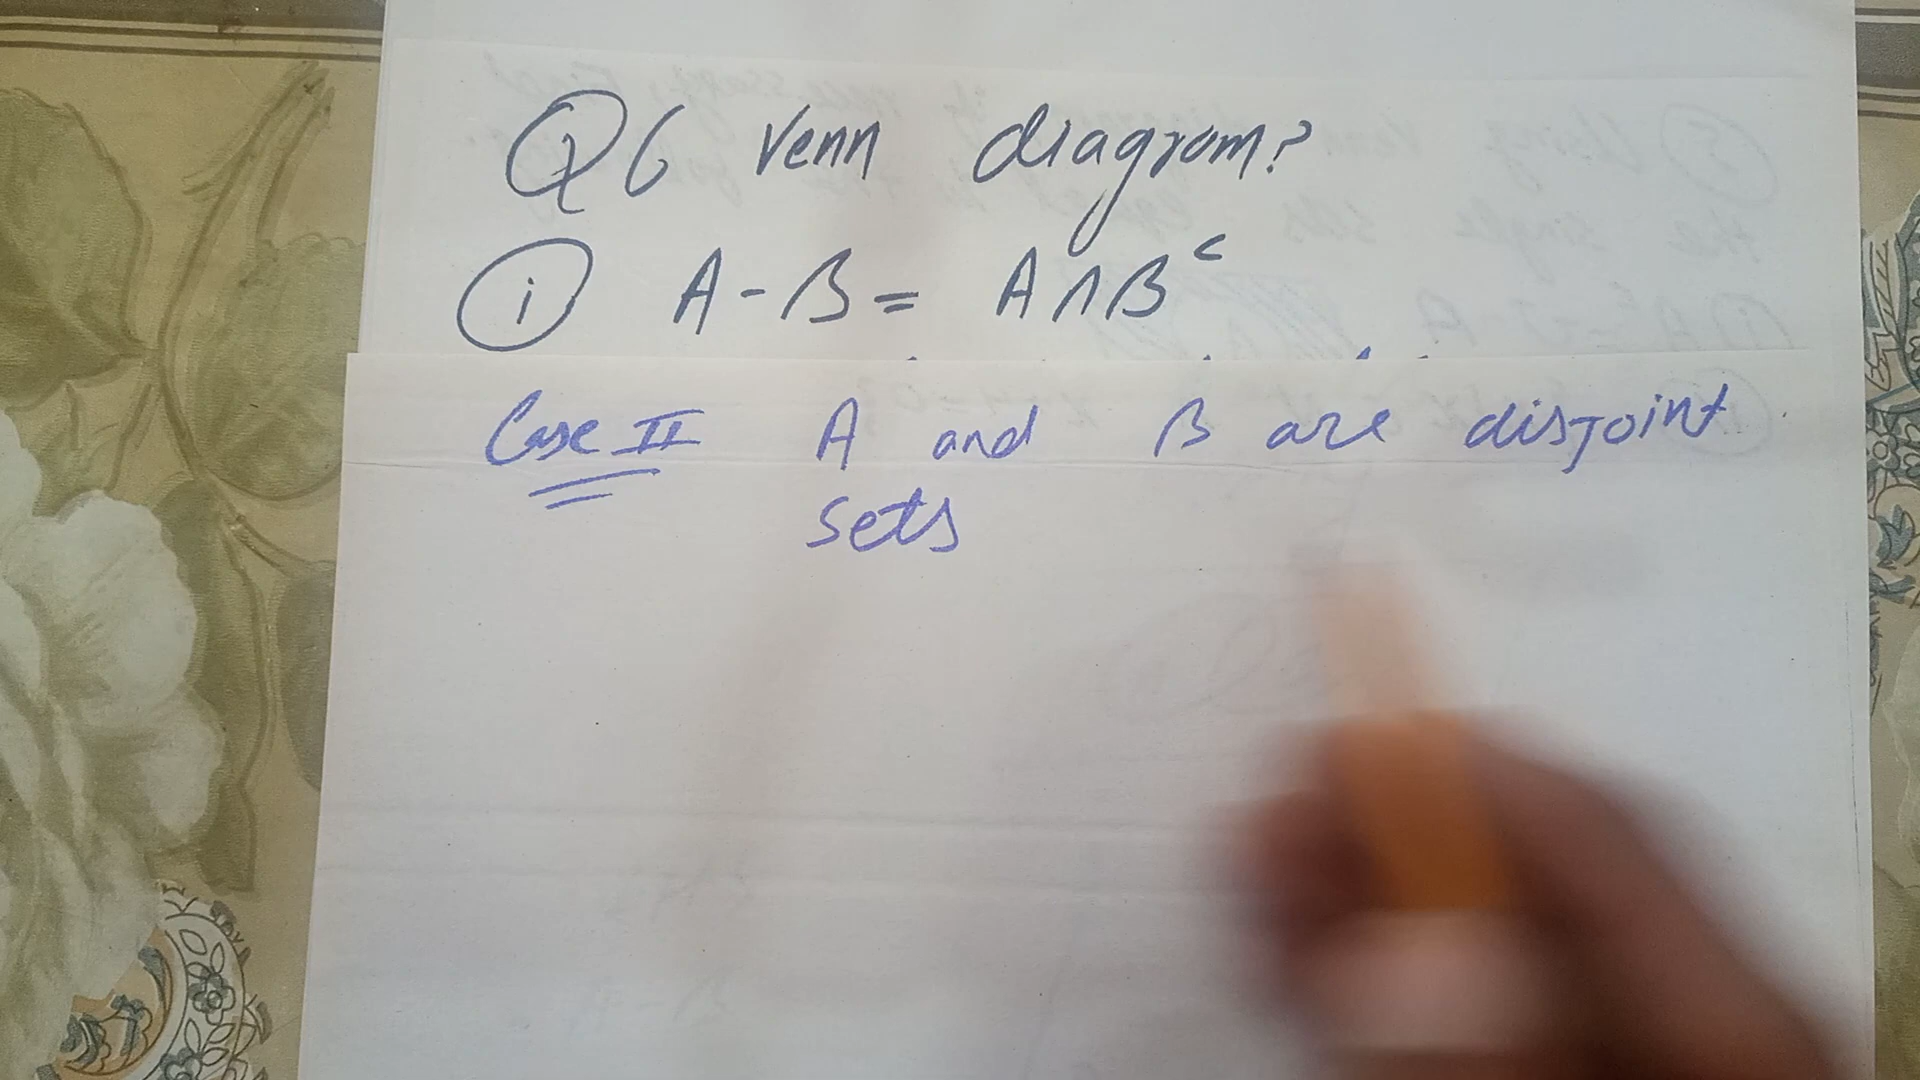 Q6 Venn diagram?
i A - B = A ∩ B^c
Case II A and B are disjoint
sets